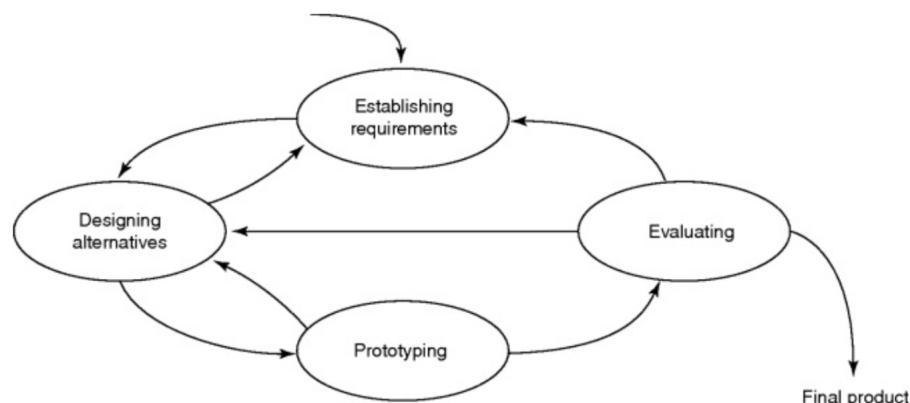 Establishing
requirements
Designing
alternatives
Evaluating
Prototyping
Final product